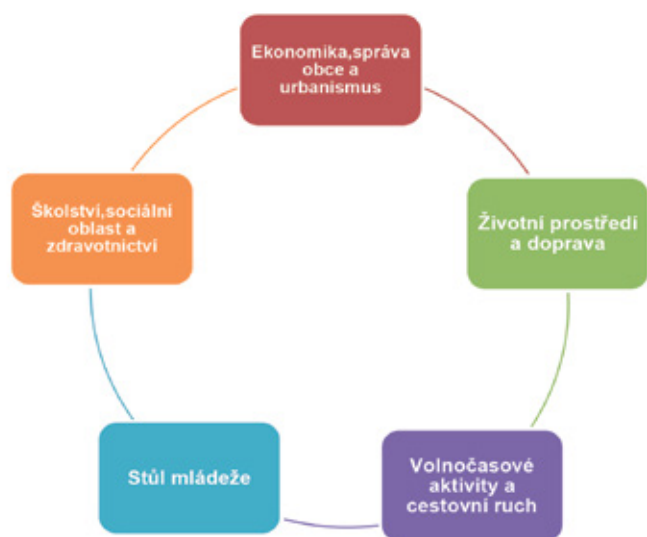 Ekonomika,správa
obce a
urbanismus
Školství,sociální
oblast a
zdravotnictví
Životní prostředí
a doprava
Stůl mládeže
Volnočasové
aktivity a
cestovní ruch